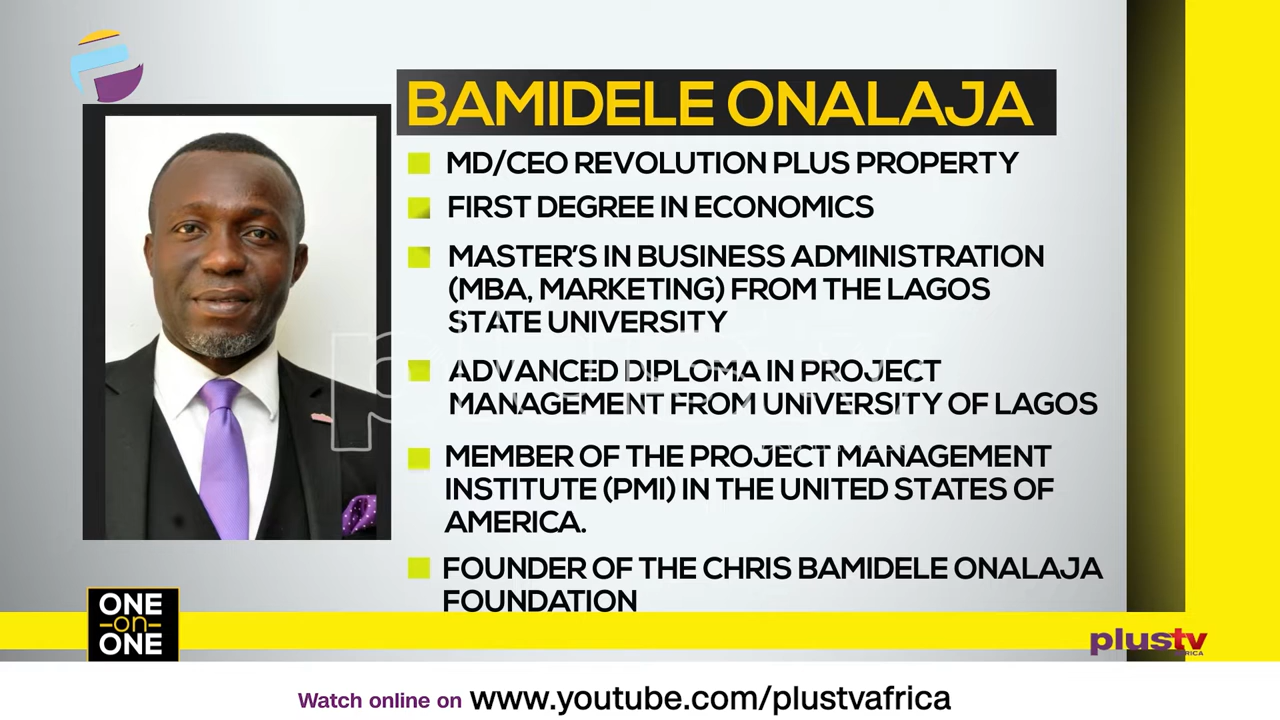 BAMIDELE ONALAJA
MD/CEO REVOLUTION PLUS PROPERTY
FIRST DEGREE IN ECONOMICS
MASTER'S IN BUSINESS ADMINISTRATION
(MBA, MARKETING) FROM THE LAGOS
STATE UNIVERSITY
ADVANCED DIPLOMA IN PROJECT
MANAGEMENT FROM UNIVERSITY OF LAGOS
MEMBER OF THE PROJECT MANAGEMENT
INSTITUTE (PMI) IN THE UNITED STATES OF
AMERICA.
FOUNDER OF THE CHRIS BAMIDELE ONALAJA
FOUNDATION
ONE
-on-
ONE
plustv
Watch online on www.youtube.com/plustvafrica